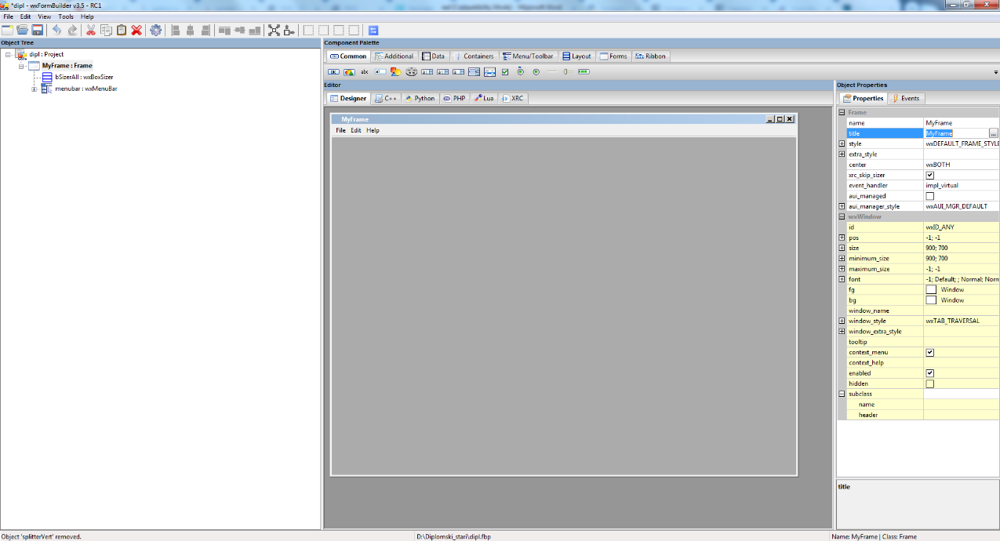 *dipl - wxFormBuilder v3.5 - RC1
File Edit View Tools Help
Object Tree
dipl : Project
MyFrame : Frame
bSizerAll : wxBoxSizer
menubar : wxMenuBar
Component Palette
Common Additional Data Containers Menu/Toolbar Layout Forms Ribbon
Editor
Designer C++ Python PHP Lua XRC
MyFrame
File Edit Help
Object Properties
Properties Events
Frame
name MyFrame
title MyFrame ...
style wxDEFAULT_FRAME_STYLE
extra_style
center wxBOTH
xrc_skip_sizer
event_handler impl_virtual
aui_managed
aui_manager_style wxAUI_MGR_DEFAULT
wxWindow
id wxID_ANY
pos -1; -1
size 900; 700
minimum_size 900; 700
maximum_size -1; -1
font -1; Default; ; Normal; Norm
fg Window
bg Window
window_name
window_style wxTAB_TRAVERSAL
window_extra_style
tooltip
context_menu
context_help
enabled
hidden
subclass
name
header
title
Object 'splitterVert' removed.
D:\Diplomski_stari\dipl.fbp
Name: MyFrame | Class: Frame